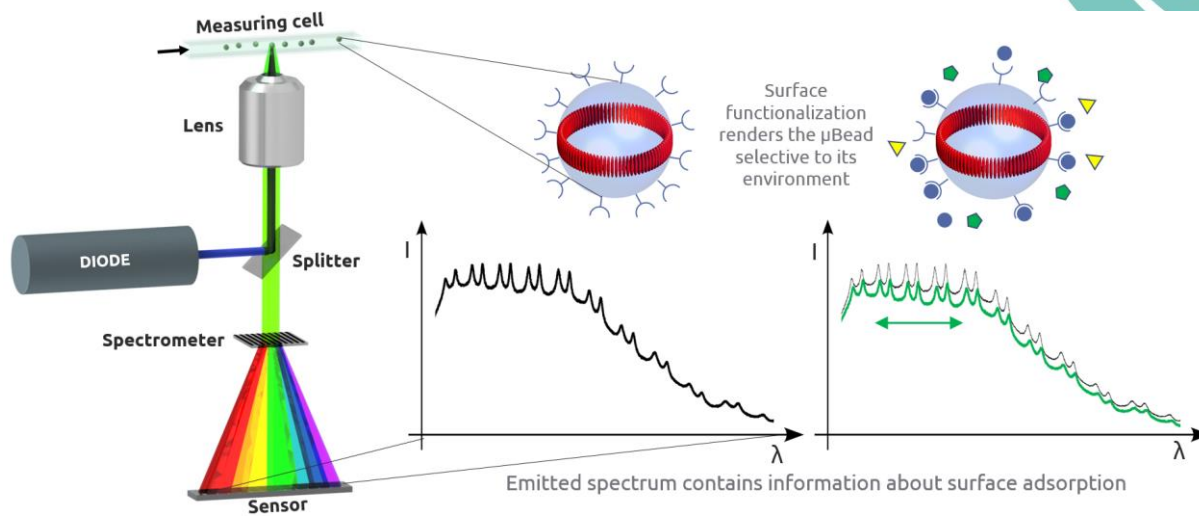 Measuring cell
Lens
DIODE
Splitter
Spectrometer
Sensor
Surface
functionalization
renders the µBead
selective to its
environment
I
λ
I
λ
Emitted spectrum contains information about surface adsorption